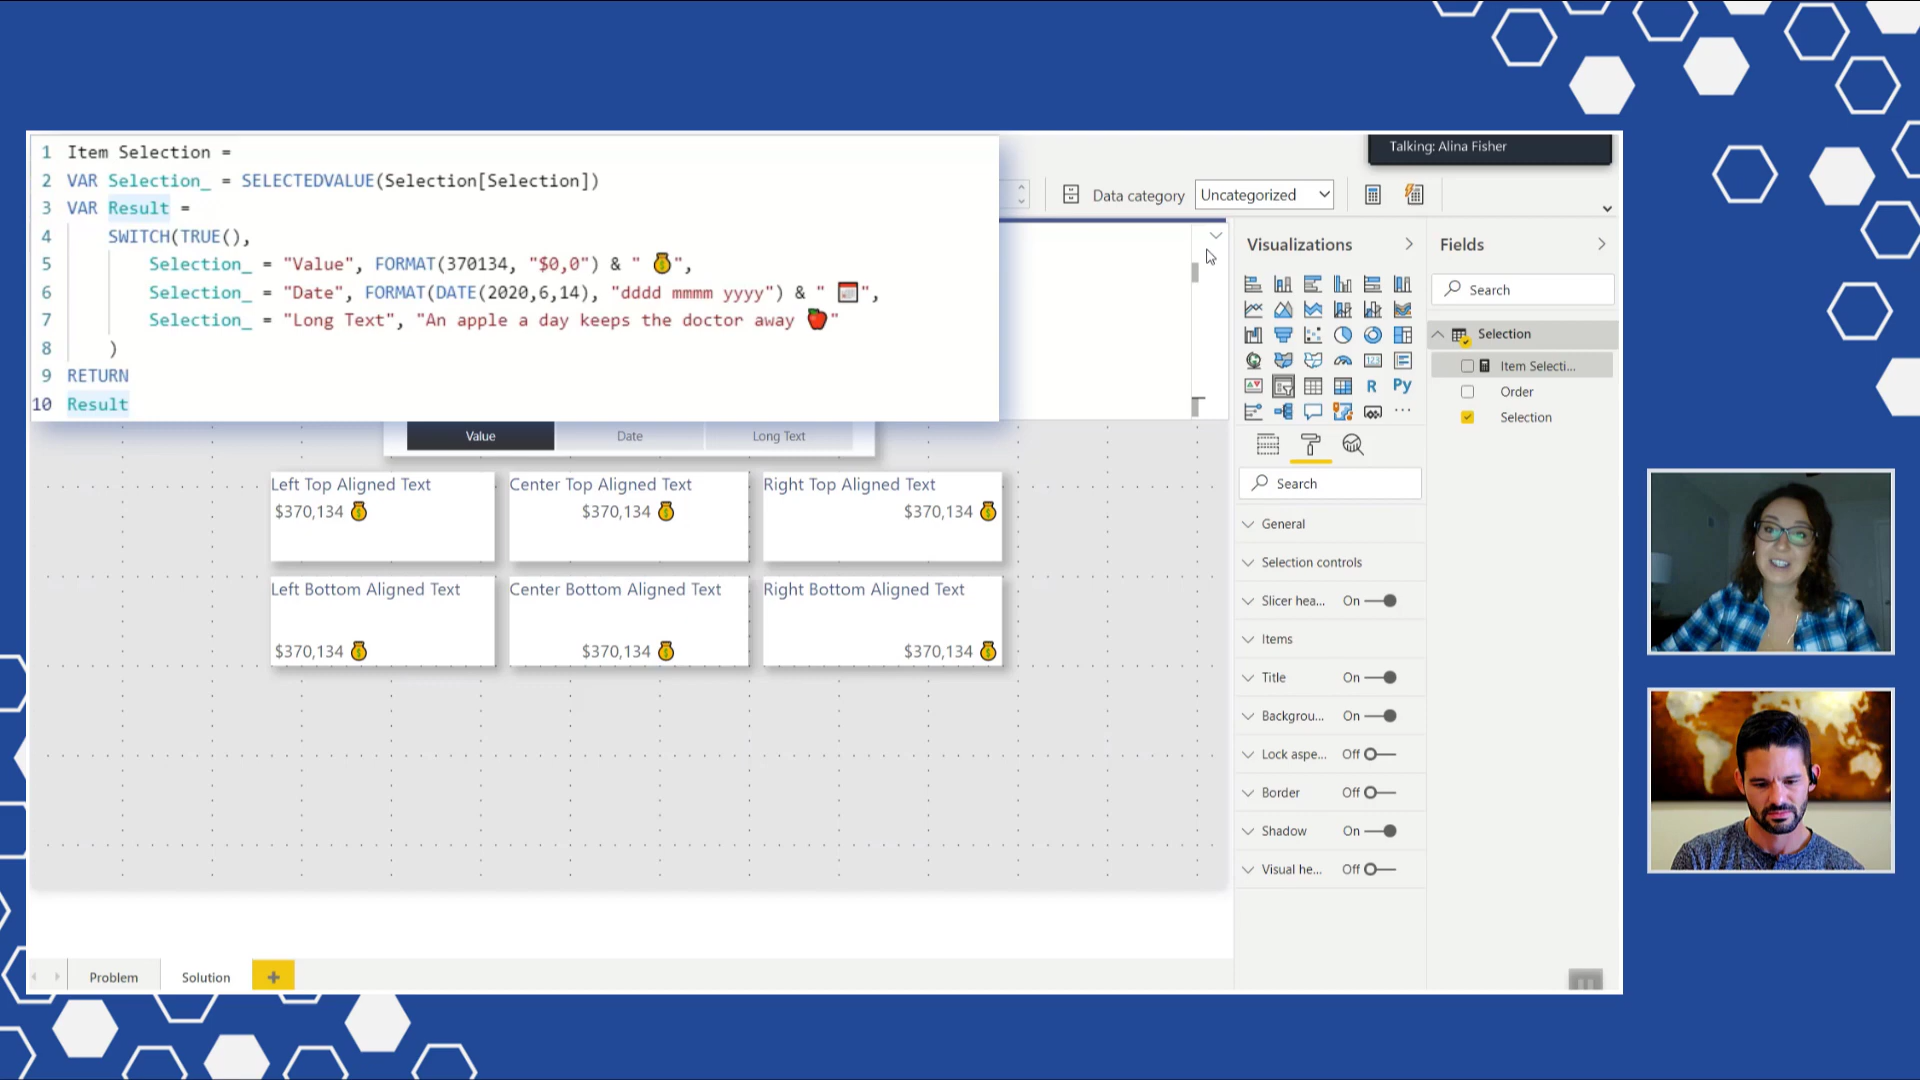 Talking: Alina Fisher
1 Item Selection =
2 VAR Selection_ = SELECTEDVALUE(Selection[Selection])
3 VAR Result =
4 SWITCH(TRUE(),
5 Selection_ = "Value", FORMAT(370134, "$0,0") & " 💰",
6 Selection_ = "Date", FORMAT(DATE(2020,6,14), "dddd mmmm yyyy") & " 📅",
7 Selection_ = "Long Text", "An apple a day keeps the doctor away 🍎"
8 )
9 RETURN
10 Result
Data category Uncategorized
Value Date Long Text
Left Top Aligned Text
$370,134 💰
Center Top Aligned Text
$370,134 💰
Right Top Aligned Text
$370,134 💰
Left Bottom Aligned Text
$370,134 💰
Center Bottom Aligned Text
$370,134 💰
Right Bottom Aligned Text
$370,134 💰
Visualizations
R Py
123
Search
General
Selection controls
Slicer hea... On
Items
Title On
Backgrou... On
Lock aspe... Off
Border Off
Shadow On
Visual he... Off
Fields
Search
Selection
Item Selecti...
Order
Selection
Problem Solution +